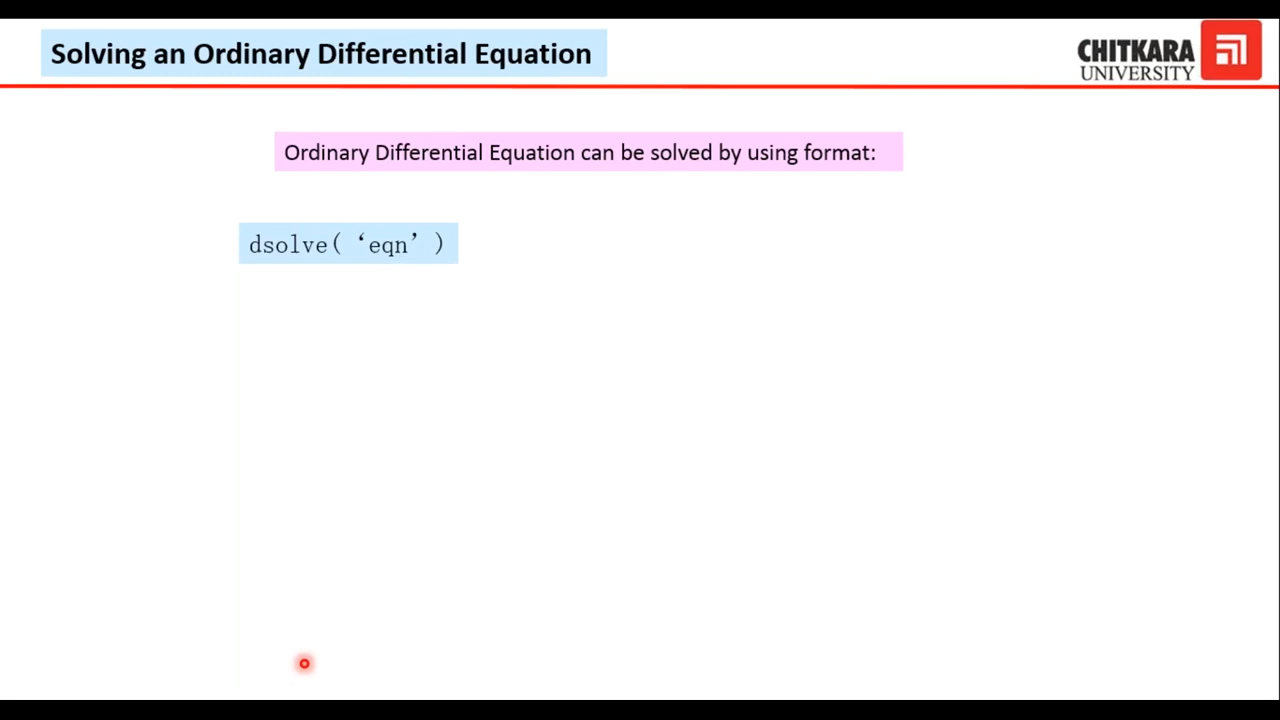 Solving an Ordinary Differential Equation
CHITKARA
UNIVERSITY
Ordinary Differential Equation can be solved by using format:
dsolve(‘eqn’)